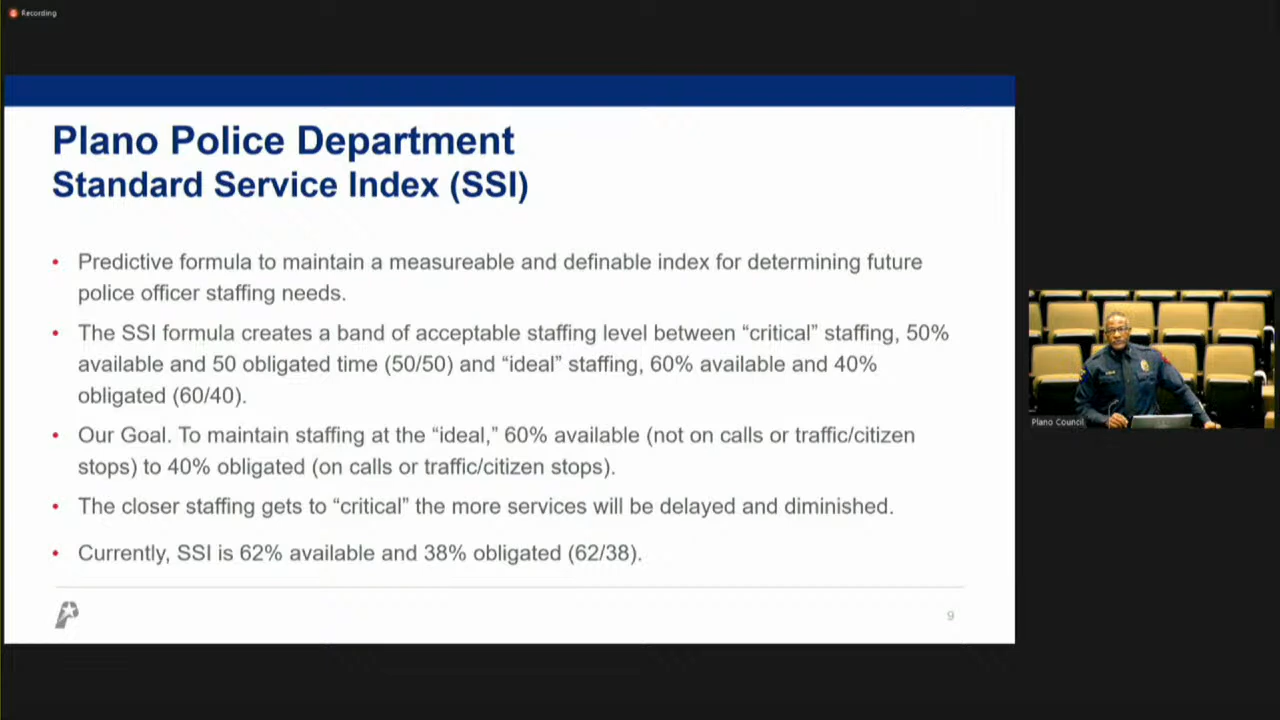 Recording
Plano Police Department
Standard Service Index (SSI)
• Predictive formula to maintain a measureable and definable index for determining future
police officer staffing needs.
• The SSI formula creates a band of acceptable staffing level between “critical” staffing, 50%
available and 50 obligated time (50/50) and “ideal” staffing, 60% available and 40%
obligated (60/40).
• Our Goal. To maintain staffing at the “ideal,” 60% available (not on calls or traffic/citizen
stops) to 40% obligated (on calls or traffic/citizen stops).
• The closer staffing gets to “critical” the more services will be delayed and diminished.
• Currently, SSI is 62% available and 38% obligated (62/38).
9
Plano Council